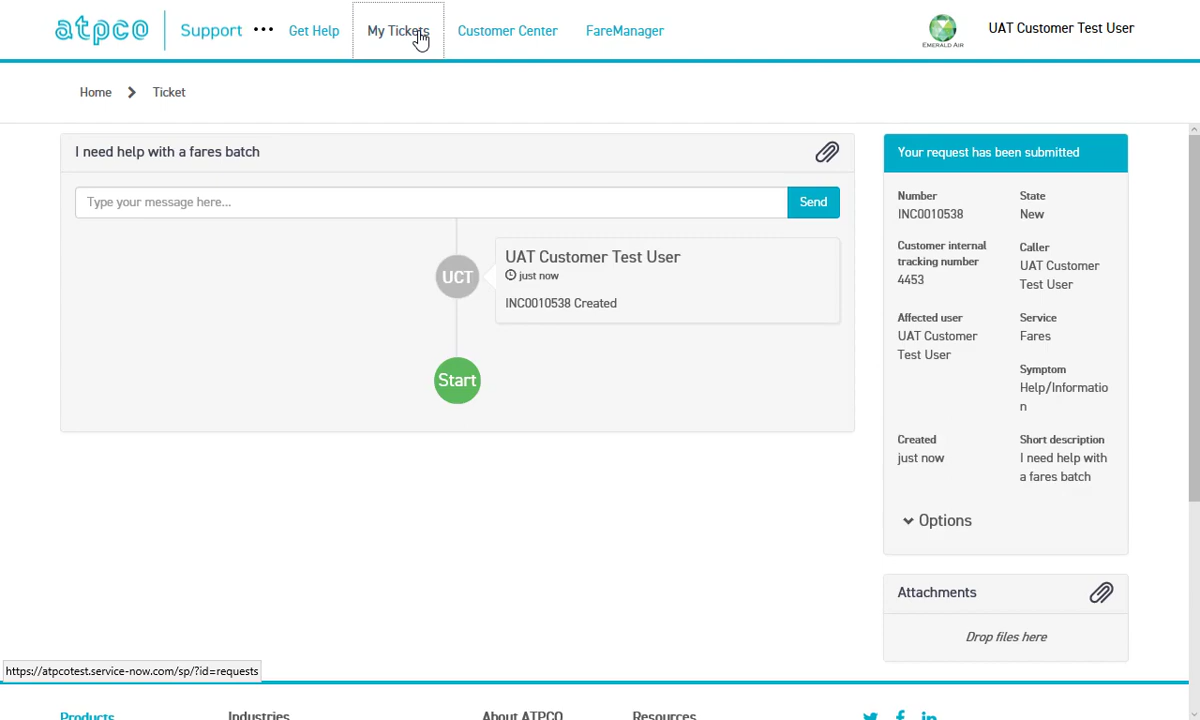 atpco Support ••• Get Help My Tickets Customer Center FareManager EMERALD AIR UAT Customer Test User
Home Ticket
I need help with a fares batch
Type your message here... Send
UCT
UAT Customer Test User
just now
INC0010538 Created
Start
Your request has been submitted
Number
INC0010538
State
New
Customer internal
tracking number
4453
Caller
UAT Customer
Test User
Affected user
UAT Customer
Test User
Service
Fares
Symptom
Help/Informatio
n
Created
just now
Short description
I need help with
a fares batch
Options
Attachments
Drop files here
https://atpcotest.service-now.com/sp/?id=requests
Products Industries About ATPCO Resources